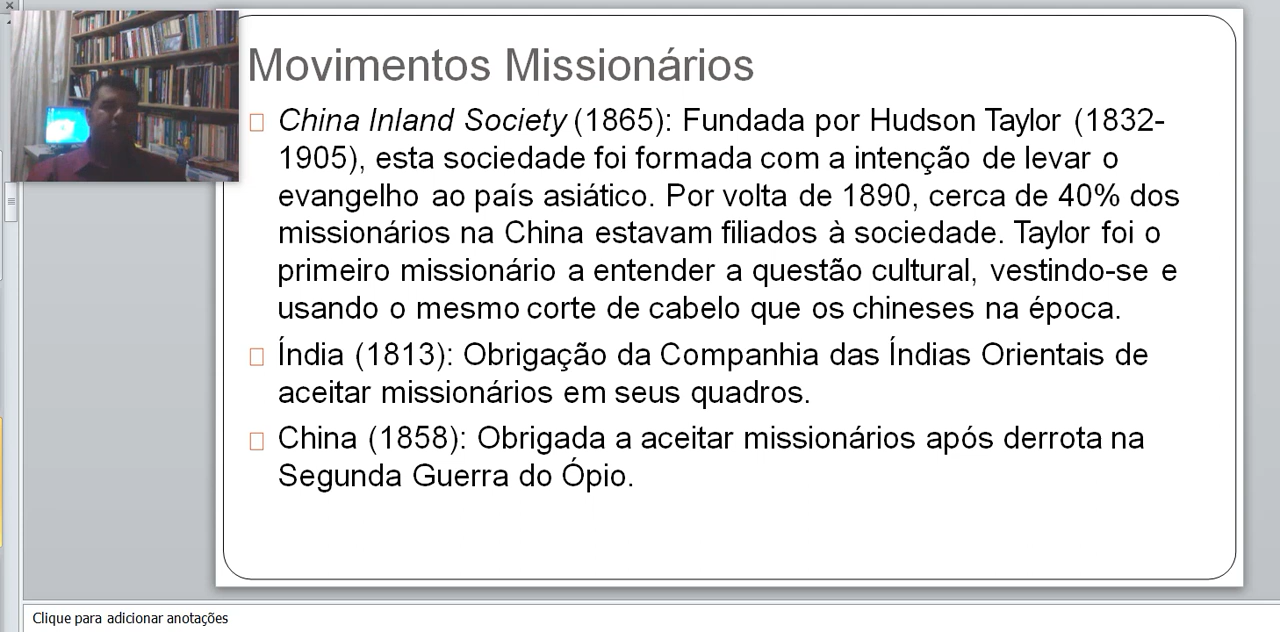 Movimentos Missionários
China Inland Society (1865): Fundada por Hudson Taylor (1832-
1905), esta sociedade foi formada com a intenção de levar o
evangelho ao país asiático. Por volta de 1890, cerca de 40% dos
missionários na China estavam filiados à sociedade. Taylor foi o
primeiro missionário a entender a questão cultural, vestindo-se e
usando o mesmo corte de cabelo que os chineses na época.
Índia (1813): Obrigação da Companhia das Índias Orientais de
aceitar missionários em seus quadros.
China (1858): Obrigada a aceitar missionários após derrota na
Segunda Guerra do Ópio.
Clique para adicionar anotações